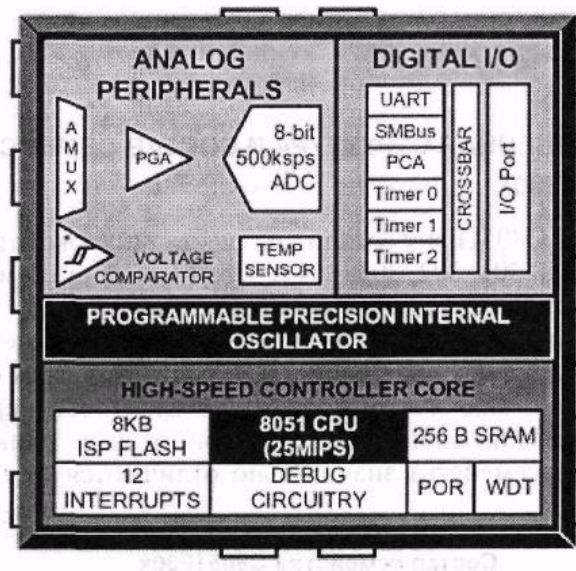 ANALOG
PERIPHERALS
A
M
U
X
PGA
8-bit
500ksps
ADC
VOLTAGE
COMPARATOR
TEMP
SENSOR
DIGITAL I/O
UART
SMBus
PCA
Timer 0
Timer 1
Timer 2
CROSSBAR
I/O Port
PROGRAMMABLE PRECISION INTERNAL
OSCILLATOR
HIGH-SPEED CONTROLLER CORE
8KB
ISP FLASH
8051 CPU
(25MIPS)
256 B SRAM
12
INTERRUPTS
DEBUG
CIRCUITRY
POR
WDT